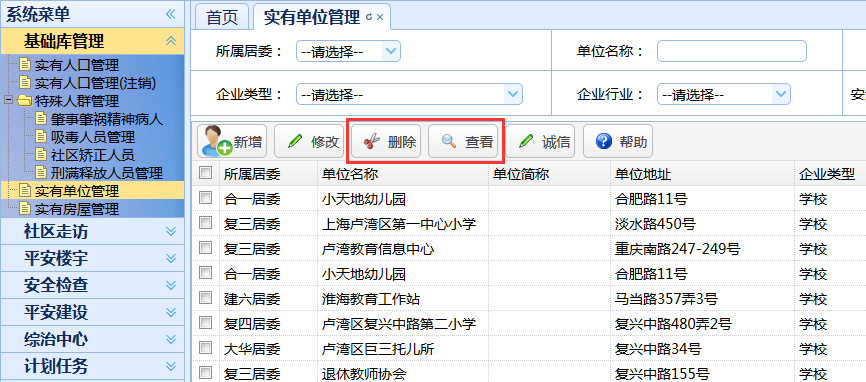 系统菜单
基础库管理
实有人口管理
实有人口管理(注销)
特殊人群管理
肇事肇祸精神病人
吸毒人员管理
社区矫正人员
刑满释放人员管理
实有单位管理
实有房屋管理
社区走访
平安楼宇
安全检查
平安建设
综治中心
计划任务
首页 实有单位管理
所属居委： --请选择-- 单位名称：
企业类型： --请选择-- 企业行业： --请选择-- 安
新增 修改 删除 查看 诚信 帮助
所属居委 单位名称 单位简称 单位地址 企业类型
合一居委 小天地幼儿园 合肥路11号 学校
复三居委 上海卢湾区第一中心小学 淡水路450号 学校
复三居委 卢湾教育信息中心 重庆南路247-249号 学校
合一居委 小天地幼儿园 合肥路11号 学校
建六居委 淮海教育工作站 马当路357弄3号 学校
复四居委 卢湾区复兴中路第二小学 复兴中路480弄2号 学校
大华居委 卢湾区巨三托儿所 复兴中路34号 学校
复三居委 退休教师协会 复兴中路155号 学校